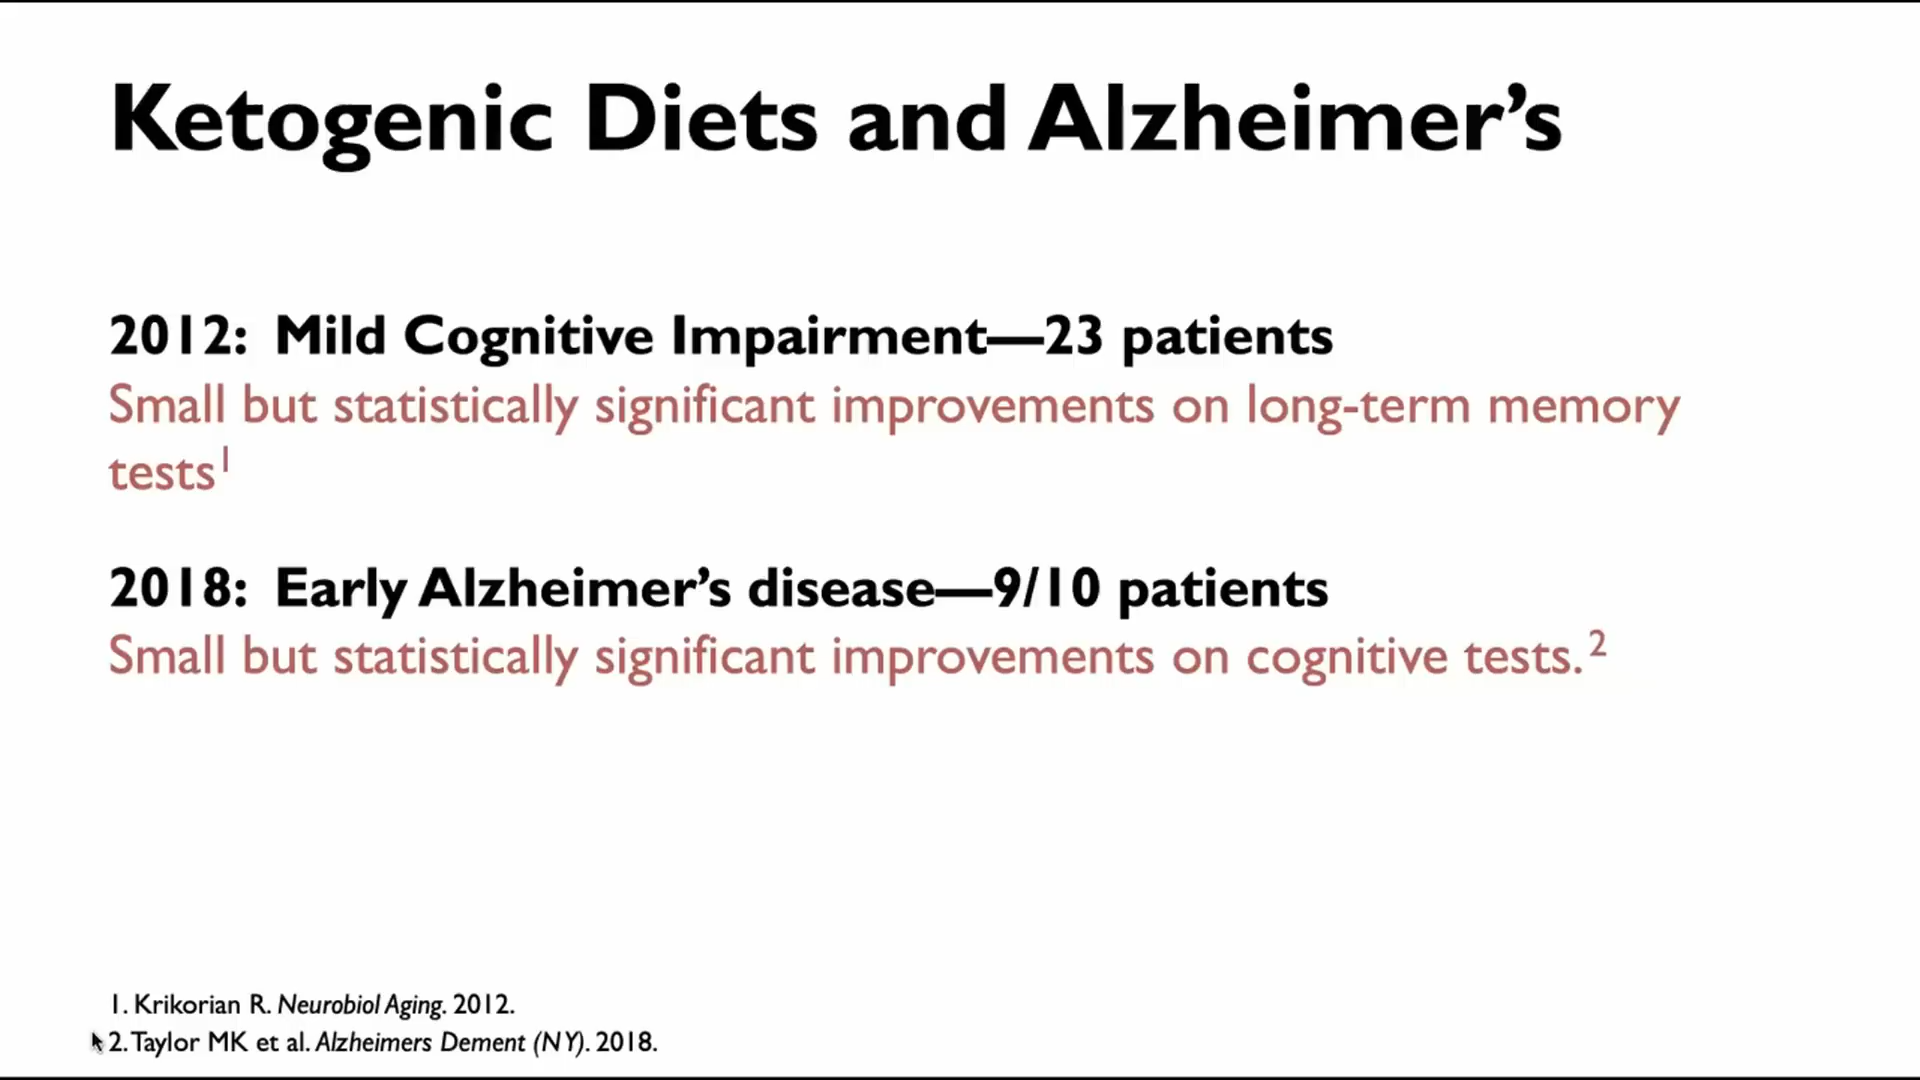 Ketogenic Diets and Alzheimer’s
2012: Mild Cognitive Impairment—23 patients
Small but statistically significant improvements on long-term memory
tests¹
2018: Early Alzheimer’s disease—9/10 patients
Small but statistically significant improvements on cognitive tests.²
1. Krikorian R. Neurobiol Aging. 2012.
2. Taylor MK et al. Alzheimers Dement (NY). 2018.